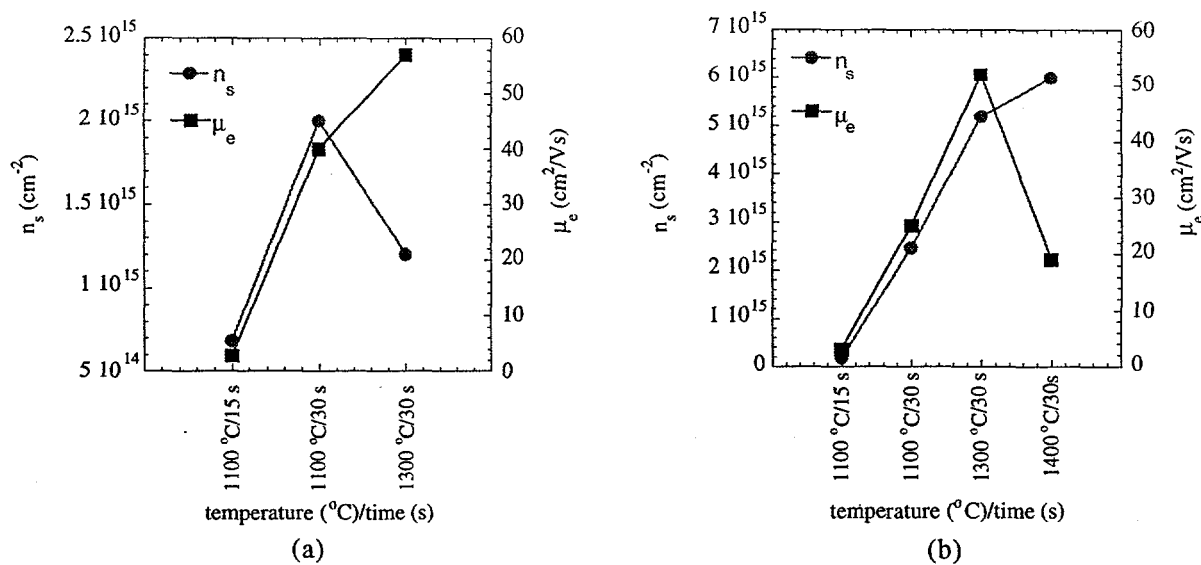 2.5 10^15
2 10^15
1.5 10^15
1 10^15
5 10^14
n_s (cm^-2)
n_s
μ_e
60
50
40
30
20
10
0
μ_e (cm^2/Vs)
1100 °C/15 s
1100 °C/30 s
1300 °C/30 s
temperature (°C)/time (s)
(a)
7 10^15
6 10^15
5 10^15
4 10^15
3 10^15
2 10^15
1 10^15
0
n_s (cm^-2)
n_s
μ_e
60
50
40
30
20
10
0
μ_e (cm^2/Vs)
1100 °C/15 s
1100 °C/30 s
1300 °C/30 s
1400 °C/30s
temperature (°C)/time (s)
(b)